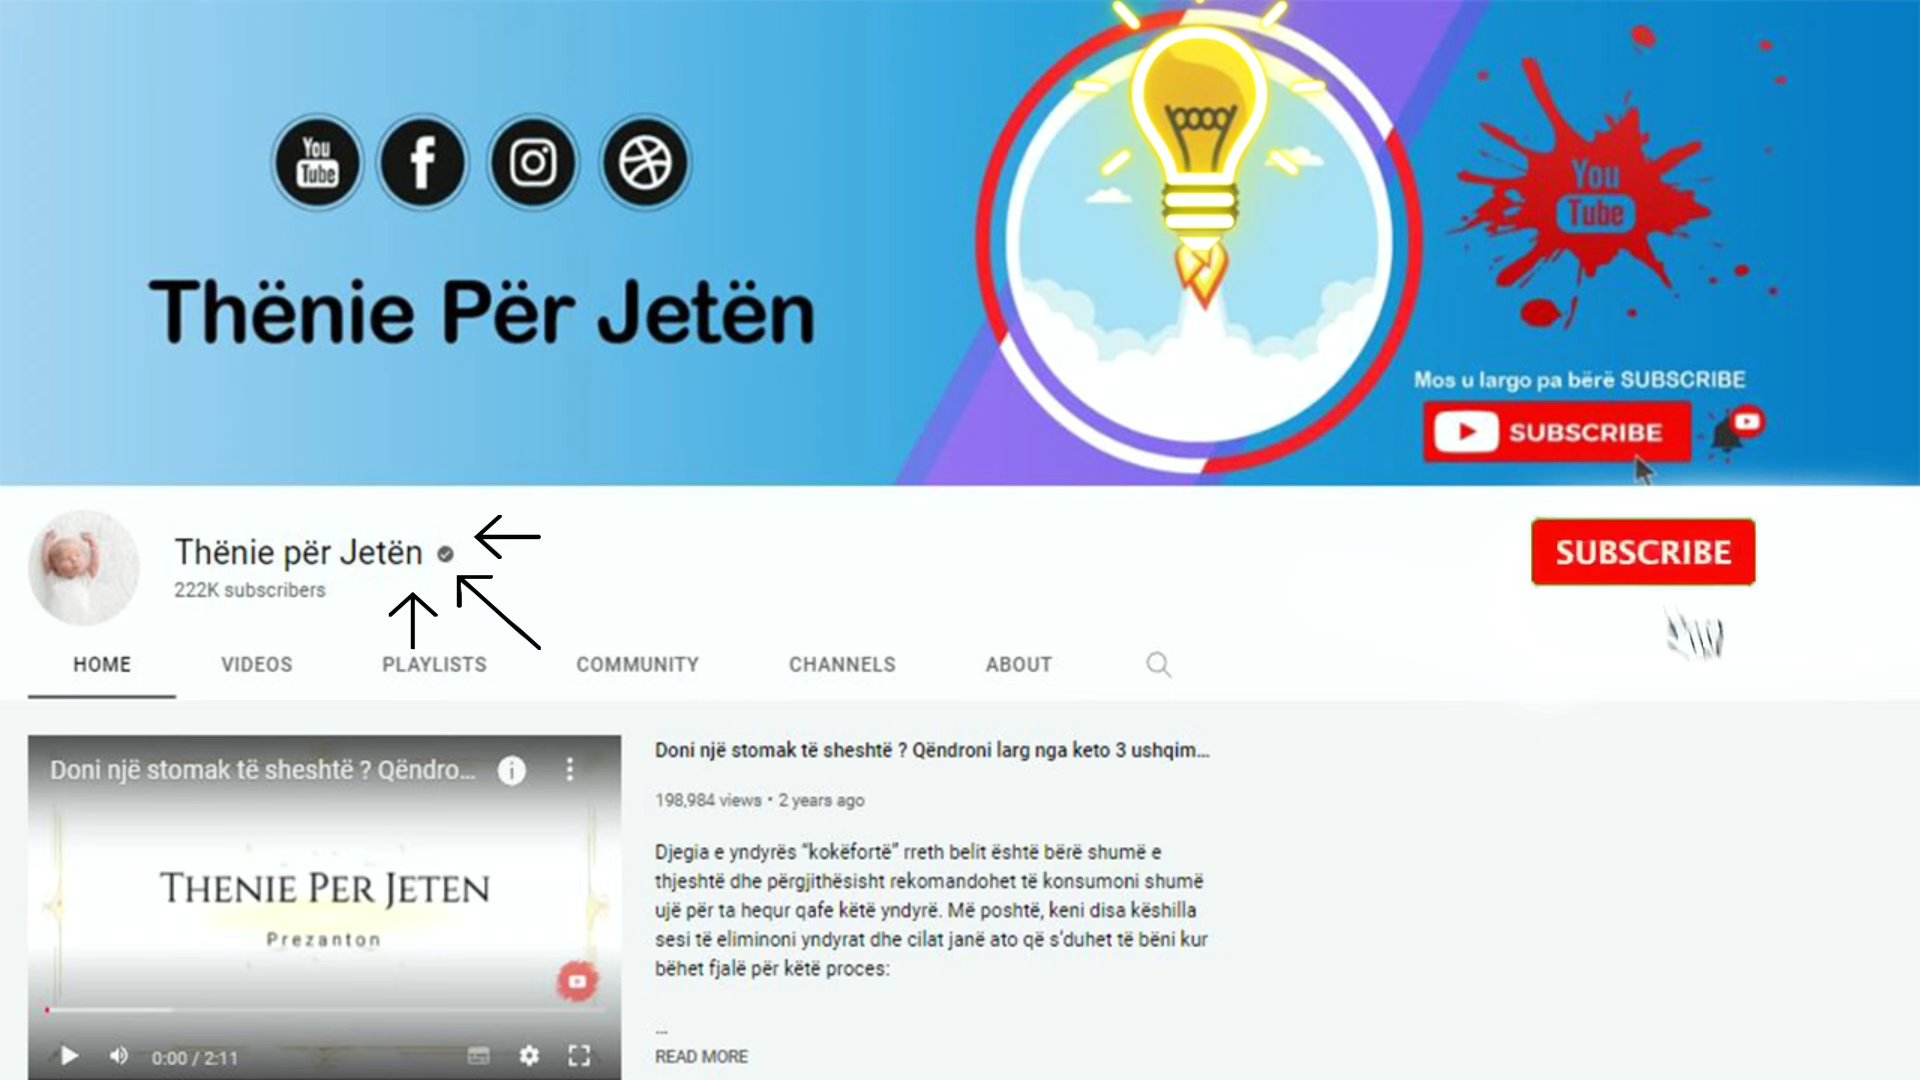 You
Tube
Thënie Për Jetën
You
Tube
Mos u largo pa bërë SUBSCRIBE
SUBSCRIBE
Thënie për Jetën
222K subscribers
SUBSCRIBE
HOME
VIDEOS
PLAYLISTS
COMMUNITY
CHANNELS
ABOUT
Doni një stomak të sheshtë ? Qëndro...
THENIE PER JETEN
Prezanton
0:00 / 2:11
Doni një stomak të sheshtë ? Qëndroni larg nga keto 3 ushqim...
198,984 views • 2 years ago
Djegia e yndyrës “kokëfortë” rreth belit është bërë shumë e
thjeshtë dhe përgjithësisht rekomandohet të konsumoni shumë
ujë për ta hequr qafe këtë yndyrë. Më poshtë, keni disa këshilla
sesi të eliminoni yndyrat dhe cilat janë ato që s'duhet të bëni kur
bëhet fjalë për këtë proces:
...
READ MORE